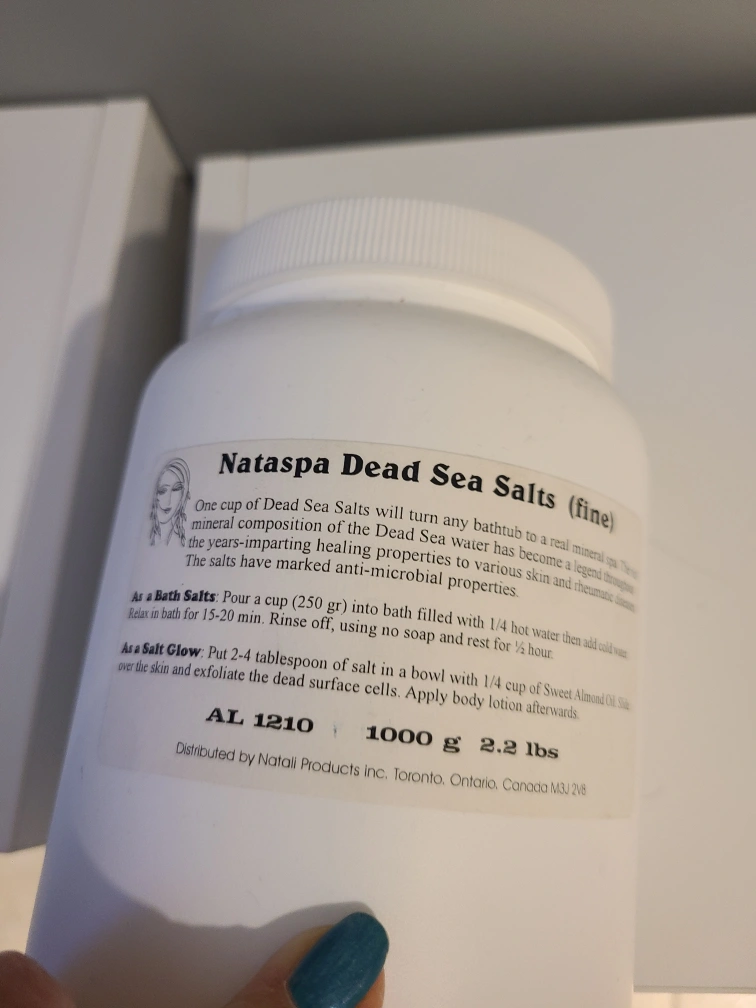 Nataspa Dead Sea Salts (fine)
One cup of Dead Sea Salts will turn any bathtub to a real mineral spa. The
mineral composition of the Dead Sea water has become a legend throughout
the years-imparting healing properties to various skin and rheumatic
The salts have marked anti-microbial properties.
As a Bath Salts: Pour a cup (250 gr) into bath filled with 1/4 hot water then add cold water
Relax in bath for 15-20 min. Rinse off, using no soap and rest for ½ hour.
As a Salt Glow: Put 2-4 tablespoon of salt in a bowl with 1/4 cup of Sweet Almond Oil.
over the skin and exfoliate the dead surface cells. Apply body lotion afterwards.
AL 1210 1000 g 2.2 lbs
Distributed by Natali Products Inc. Toronto, Ontario, Canada M3J 2V8